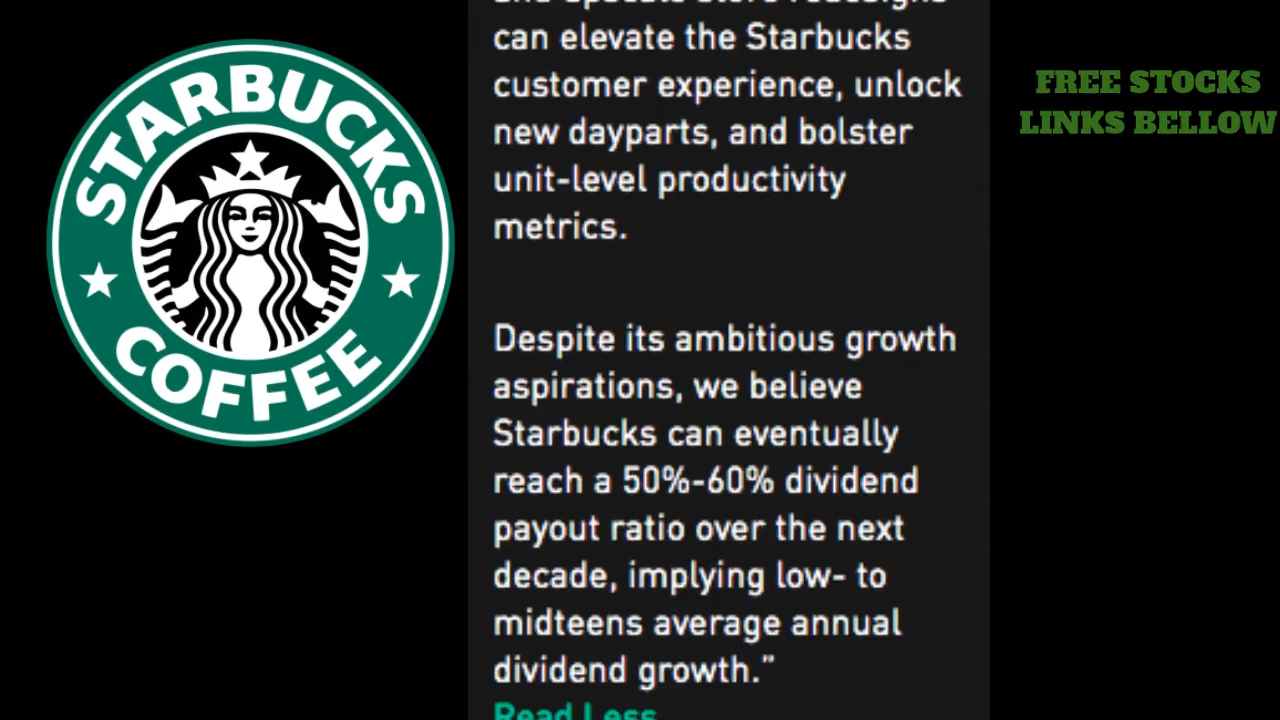 STARBUCKS
COFFEE
can elevate the Starbucks
customer experience, unlock
new dayparts, and bolster
unit-level productivity
metrics.
Despite its ambitious growth
aspirations, we believe
Starbucks can eventually
reach a 50%-60% dividend
payout ratio over the next
decade, implying low- to
midteens average annual
dividend growth.”
Read Less
FREE STOCKS
LINKS BELLOW